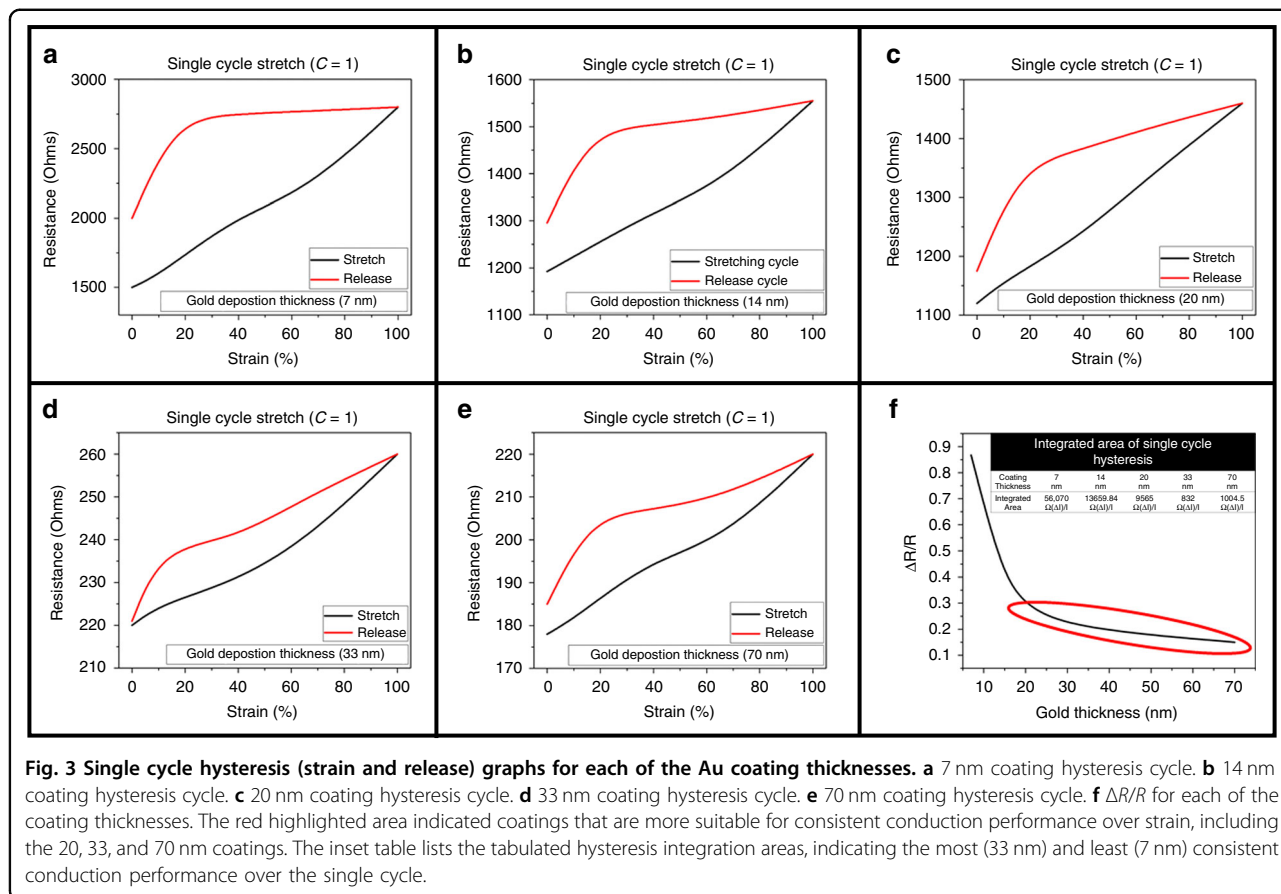 a
Single cycle stretch (C = 1)
3000
2500
2000
1500
Resistance (Ohms)
Stretch
Release
Gold depostion thickness (7 nm)
0 20 40 60 80 100
Strain (%)
b
Single cycle stretch (C = 1)
1600
1500
1400
1300
1200
1100
Resistance (Ohms)
Stretching cycle
Release cycle
Gold depostion thickness (14 nm)
0 20 40 60 80 100
Strain (%)
c
Single cycle stretch (C = 1)
1500
1400
1300
1200
1100
Resistance (Ohms)
Stretch
Release
Gold depostion thickness (20 nm)
0 20 40 60 80 100
Strain (%)
d
Single cycle stretch (C = 1)
260
250
240
230
220
210
Resistance (Ohms)
Stretch
Release
Gold depostion thickness (33 nm)
0 20 40 60 80 100
Strain (%)
e
Single cycle stretch (C = 1)
220
210
200
190
180
170
Resistance (Ohms)
Stretch
Release
Gold depostion thickness (70 nm)
0 20 40 60 80 100
Strain (%)
f
0.9
0.8
0.7
0.6
0.5
0.4
0.3
0.2
0.1
ΔR/R
Integrated area of single cycle
hysteresis
Coating 7 14 20 33 70
Thickness nm nm nm nm nm
Integrated 56,070 13659.84 9565 832 1004.5
Area Ω(Δl)/l Ω(Δl)/l Ω(Δl)/l Ω(Δl)/l Ω(Δl)/l
10 20 30 40 50 60 70
Gold thickness (nm)
Fig. 3 Single cycle hysteresis (strain and release) graphs for each of the Au coating thicknesses. a 7 nm coating hysteresis cycle. b 14 nm
coating hysteresis cycle. c 20 nm coating hysteresis cycle. d 33 nm coating hysteresis cycle. e 70 nm coating hysteresis cycle. f ΔR/R for each of the
coating thicknesses. The red highlighted area indicated coatings that are more suitable for consistent conduction performance over strain, including
the 20, 33, and 70 nm coatings. The inset table lists the tabulated hysteresis integration areas, indicating the most (33 nm) and least (7 nm) consistent
conduction performance over the single cycle.